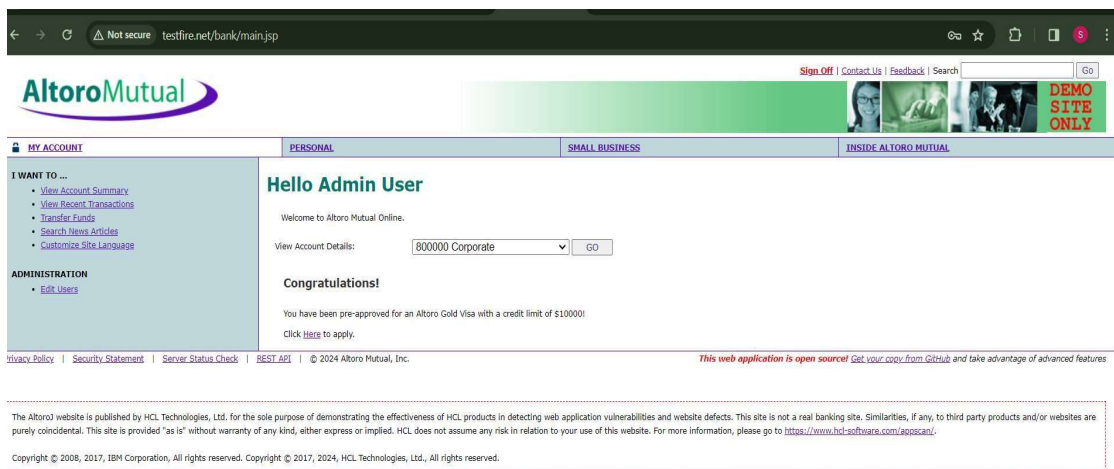 Not secure testfire.net/bank/main.jsp
S
Sign Off | Contact Us | Feedback | Search Go
AltoroMutual
DEMO
SITE
ONLY
MY ACCOUNT PERSONAL SMALL BUSINESS INSIDE ALTORO MUTUAL
I WANT TO ...
• View Account Summary
• View Recent Transactions
• Transfer Funds
• Search News Articles
• Customize Site Language
ADMINISTRATION
• Edit Users
Hello Admin User
Welcome to Altoro Mutual Online.
View Account Details: 800000 Corporate GO
Congratulations!
You have been pre-approved for an Altoro Gold Visa with a credit limit of $10000!
Click Here to apply.
Privacy Policy | Security Statement | Server Status Check | REST API | © 2024 Altoro Mutual, Inc. This web application is open source! Get your copy from GitHub and take advantage of advanced features
The AltoroJ website is published by HCL Technologies, Ltd. for the sole purpose of demonstrating the effectiveness of HCL products in detecting web application vulnerabilities and website defects. This site is not a real banking site. Similarities, if any, to third party products and/or websites are
purely coincidental. This site is provided "as is" without warranty of any kind, either express or implied. HCL does not assume any risk in relation to your use of this website. For more information, please go to https://www.hcl-software.com/appscan/.
Copyright © 2008, 2017, IBM Corporation, All rights reserved. Copyright © 2017, 2024, HCL Technologies, Ltd., All rights reserved.